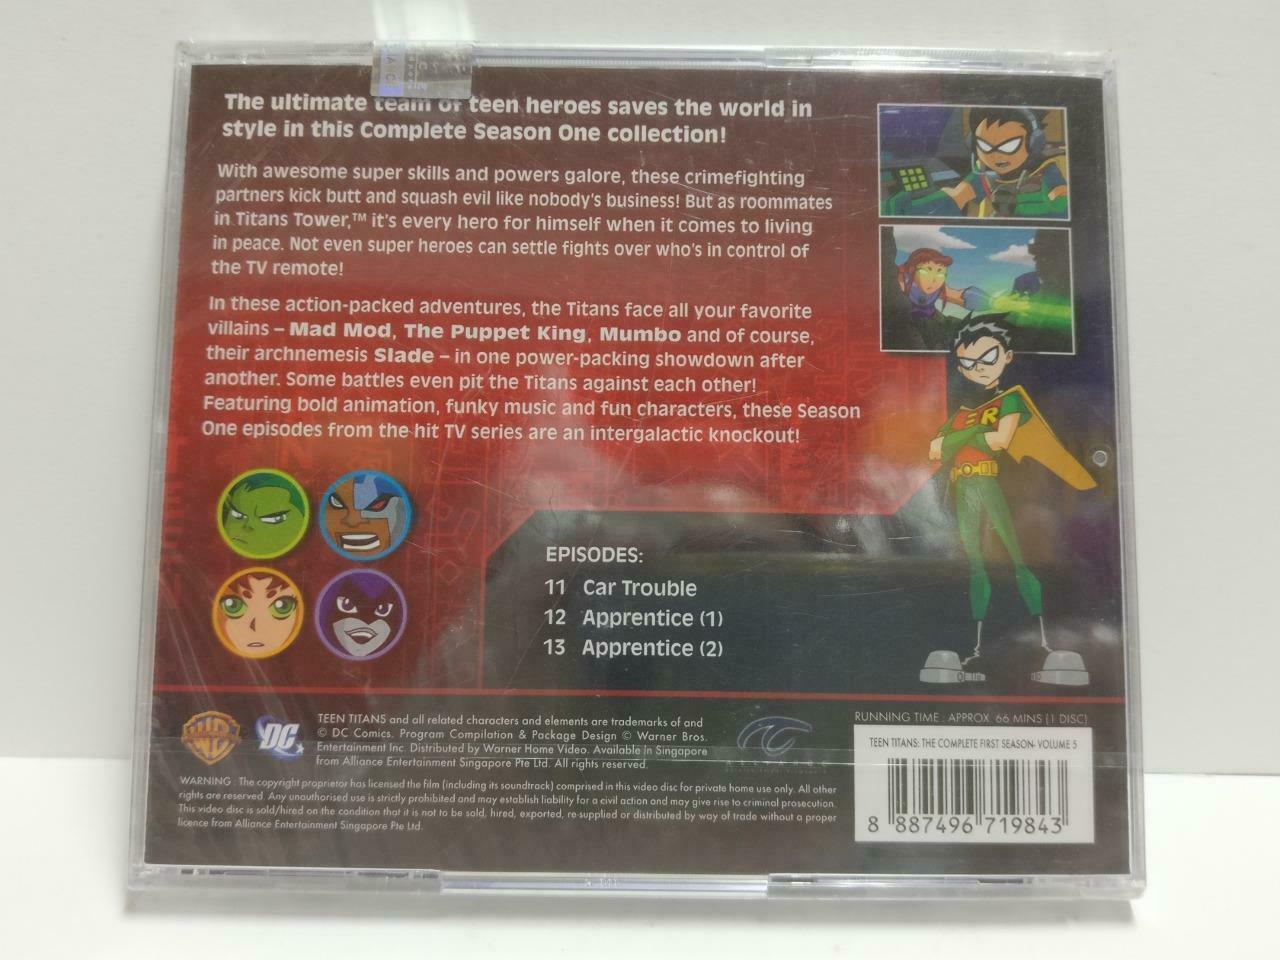 The ultimate team of teen heroes saves the world in
style in this Complete Season One collection!
With awesome super skills and powers galore, these crimefighting
partners kick butt and squash evil like nobody's business! But as roommates
in Titans Tower,™ it's every hero for himself when it comes to living
in peace. Not even super heroes can settle fights over who's in control of
the TV remote!
In these action-packed adventures, the Titans face all your favorite
villains – Mad Mod, The Puppet King, Mumbo and of course,
their archnemesis Slade – in one power-packing showdown after
another. Some battles even pit the Titans against each other!
Featuring bold animation, funky music and fun characters, these Season
One episodes from the hit TV series are an intergalactic knockout!
R
EPISODES:
11 Car Trouble
12 Apprentice (1)
13 Apprentice (2)
WB
DC
TEEN TITANS and all related characters and elements are trademarks of and
© DC Comics. Program Compilation & Package Design © Warner Bros.
Entertainment Inc. Distributed by Warner Home Video. Available In Singapore
from Alliance Entertainment Singapore Pte Ltd. All rights reserved.
WARNING : The copyright proprietor has licensed the film (including its soundtrack) comprised in this video disc for private home use only. All other
rights are reserved. Any unauthorised use is strictly prohibited and may establish liability for a civil action and may give rise to criminal prosecution.
This video disc is sold/hired on the condition that it is not to be sold, hired, exported, re-supplied or distributed by way of trade without a proper
licence from Alliance Entertainment Singapore Pte Ltd.
RUNNING TIME : APPROX. 66 MINS (1 DISC)
TEEN TITANS: THE COMPLETE FIRST SEASON- VOLUME 5
8 887496 719843